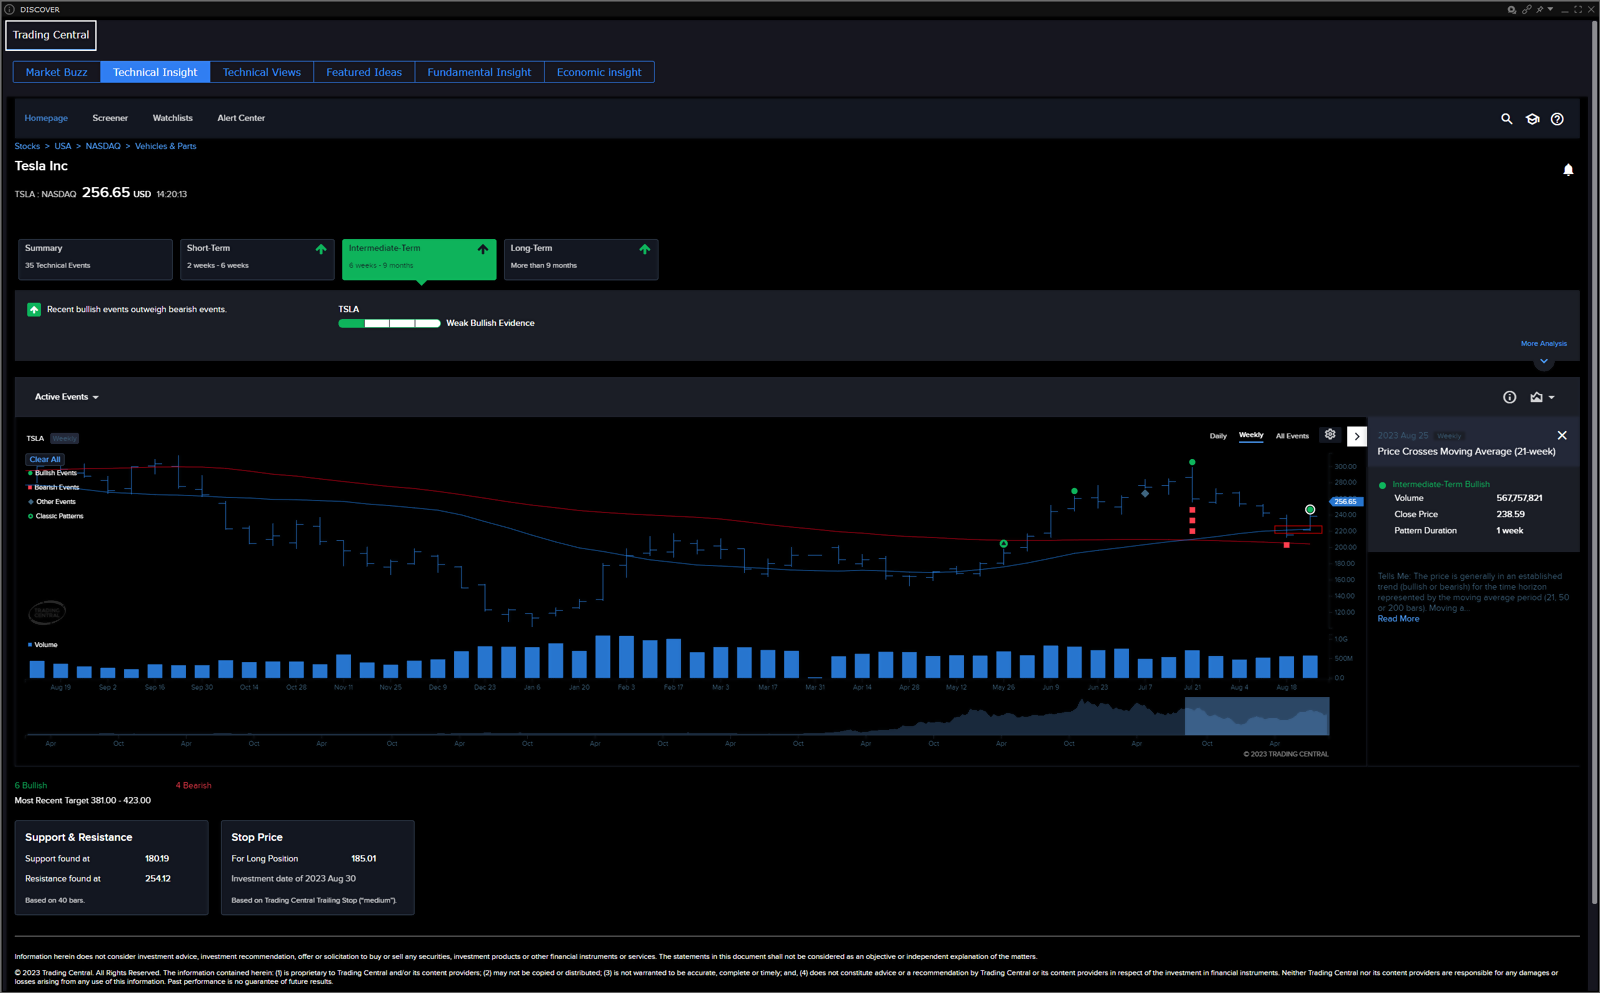 DISCOVER
Trading Central
Market Buzz Technical Insight Technical Views Featured Ideas Fundamental Insight Economic insight
Homepage Screener Watchlists Alert Center
Stocks > USA > NASDAQ > Vehicles & Parts
Tesla Inc
TSLA : NASDAQ 256.65 USD 14:20:13
Summary
35 Technical Events
Short-Term
2 weeks - 6 weeks
Intermediate-Term
6 weeks - 9 months
Long-Term
More than 9 months
Recent bullish events outweigh bearish events.
TSLA
Weak Bullish Evidence
More Analysis
Active Events
TSLA Weekly
Daily Weekly All Events
Clear All
Bullish Events
Bearish Events
Other Events
Classic Patterns
300.00
280.00
256.65
240.00
220.00
200.00
180.00
160.00
140.00
120.00
TRADING
CENTRAL
Volume
10G
500M
0.0
Aug 19 Sep 2 Sep 16 Sep 30 Oct 14 Oct 28 Nov 11 Nov 25 Dec 9 Dec 23 Jan 6 Jan 20 Feb 3 Feb 17 Mar 3 Mar 17 Mar 31 Apr 14 Apr 28 May 12 May 26 Jun 9 Jun 23 Jul 7 Jul 21 Aug 4 Aug 18
Apr Oct Apr Oct Apr Oct Apr Oct Apr Oct Apr Oct Apr Oct Apr Oct Apr Oct Apr
© 2023 TRADING CENTRAL
2023 Aug 25 Weekly
Price Crosses Moving Average (21-week)
Intermediate-Term Bullish
Volume 567,757,821
Close Price 238.59
Pattern Duration 1 week
Tells Me: The price is generally in an established
trend (bullish or bearish) for the time horizon
represented by the moving average period (21, 50
or 200 bars). Moving a...
Read More
6 Bullish 4 Bearish
Most Recent Target 381.00 - 423.00
Support & Resistance
Support found at 180.19
Resistance found at 254.12
Based on 40 bars.
Stop Price
For Long Position 185.01
Investment date of 2023 Aug 30
Based on Trading Central Trailing Stop ("medium").
Information herein does not consider investment advice, investment recommendation, offer or solicitation to buy or sell any securities, investment products or other financial instruments or services. The statements in this document shall not be considered as an objective or independent explanation of the matters.
© 2023 Trading Central. All Rights Reserved. The information contained herein: (1) is proprietary to Trading Central and/or its content providers; (2) may not be copied or distributed; (3) is not warranted to be accurate, complete or timely; and, (4) does not constitute advice or a recommendation by Trading Central or its content providers in respect of the investment in financial instruments. Neither Trading Central nor its content providers are responsible for any damages or
losses arising from any use of this information. Past performance is no guarantee of future results.